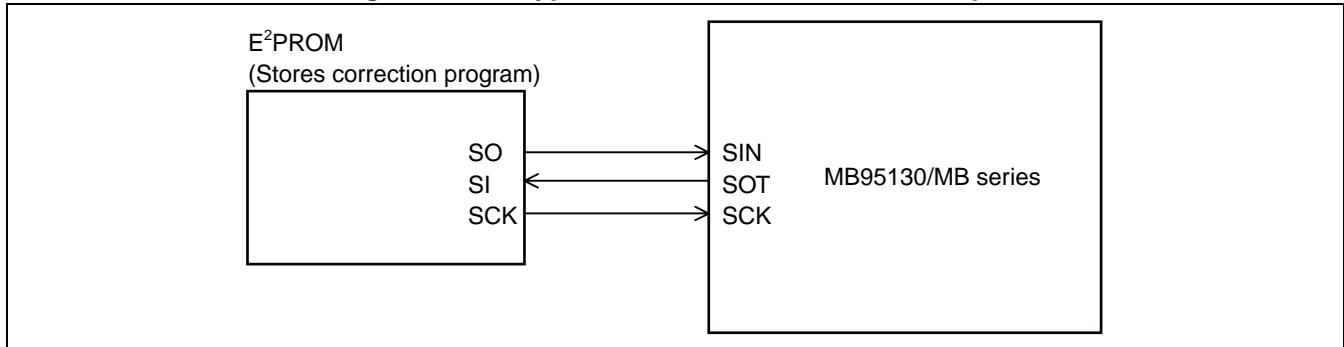 E²PROM
(Stores correction program)
SO
SI
SCK
SIN
SOT
SCK
MB95130/MB series